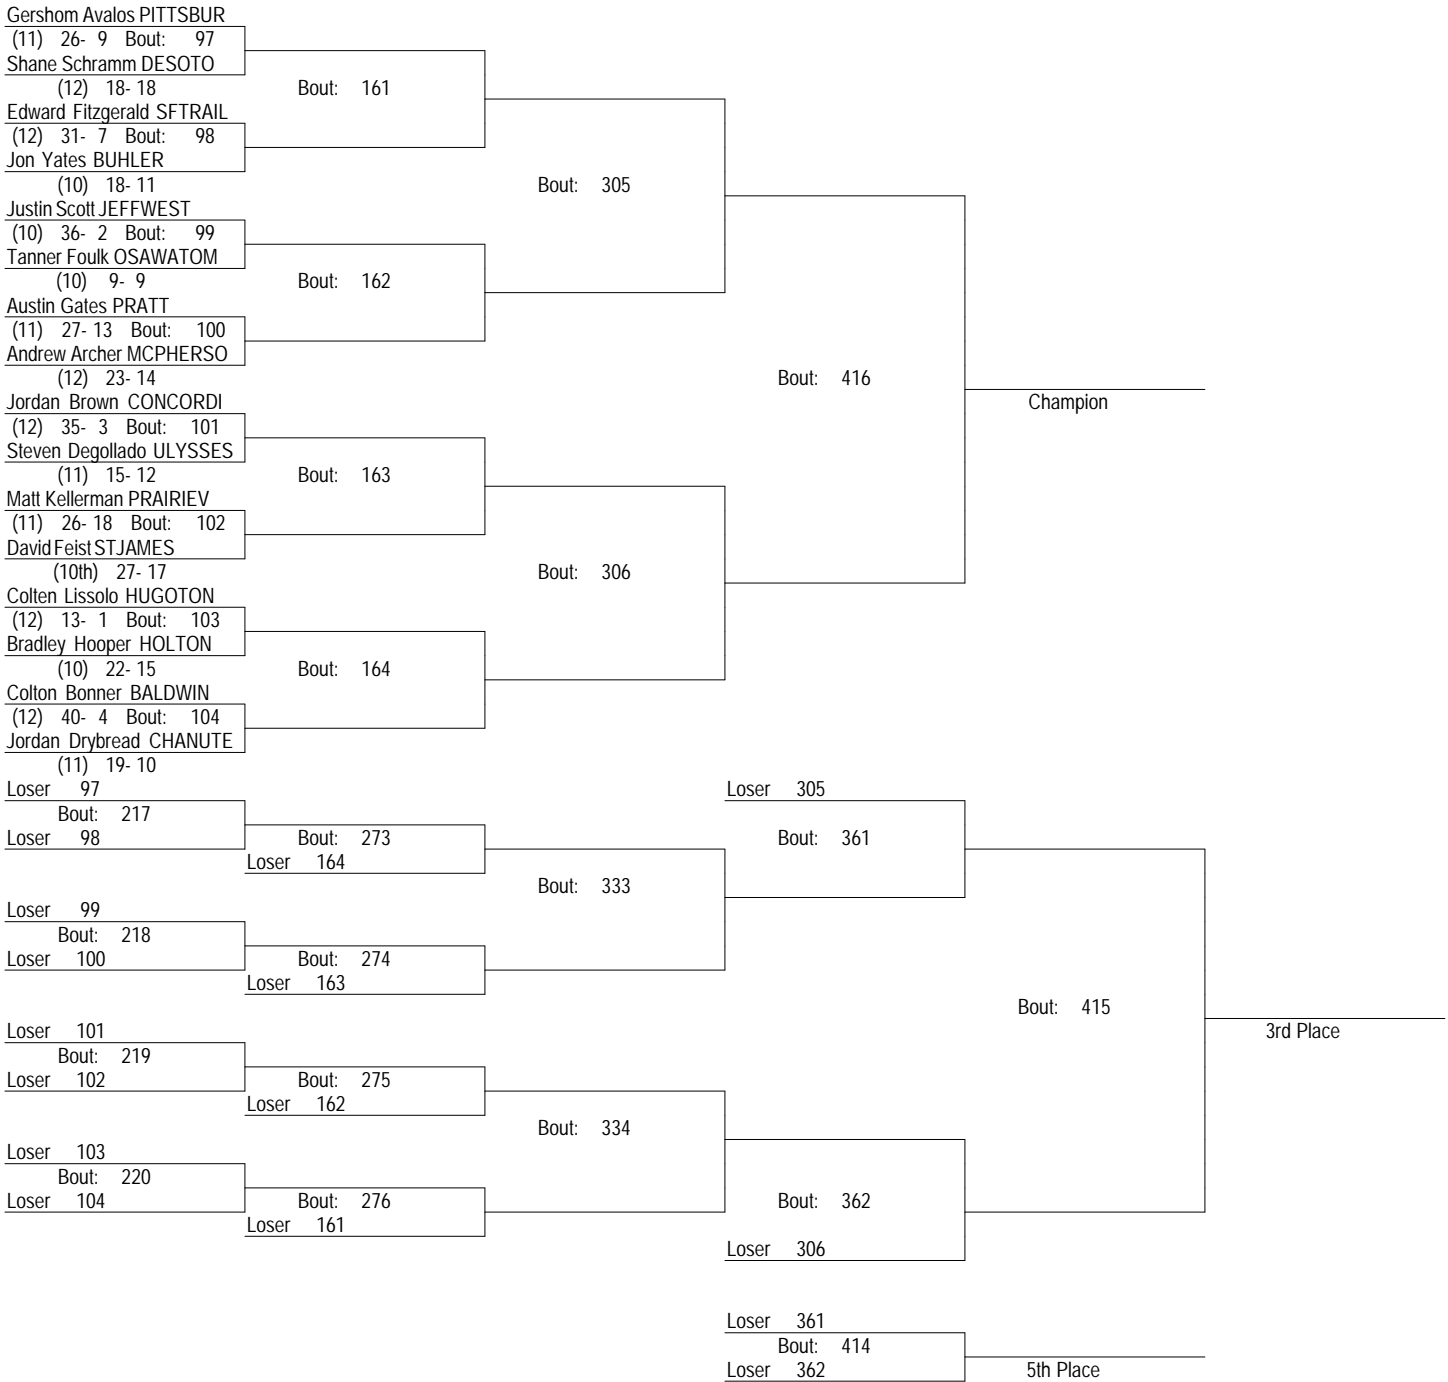 Gershom Avalos PITTSBUR
(11) 26- 9 Bout: 97
Shane Schramm DESOTO
(12) 18- 18 Bout: 161
Edward Fitzgerald SFTRAIL
(12) 31- 7 Bout: 98
Jon Yates BUHLER
(10) 18- 11 Bout: 305
Justin Scott JEFFWEST
(10) 36- 2 Bout: 99
Tanner Foulk OSAWATOM
(10) 9- 9 Bout: 162
Austin Gates PRATT
(11) 27- 13 Bout: 100
Andrew Archer MCPHERSO
(12) 23- 14 Bout: 416
Jordan Brown CONCORDI Champion
(12) 35- 3 Bout: 101
Steven Degollado ULYSSES
(11) 15- 12 Bout: 163
Matt Kellerman PRAIRIEV
(11) 26- 18 Bout: 102
David Feist STJAMES
(10th) 27- 17 Bout: 306
Colten Lissolo HUGOTON
(12) 13- 1 Bout: 103
Bradley Hooper HOLTON
(10) 22- 15 Bout: 164
Colton Bonner BALDWIN
(12) 40- 4 Bout: 104
Jordan Drybread CHANUTE
(11) 19- 10
Loser 97 Loser 305
Bout: 217
Loser 98 Bout: 273 Bout: 361
Loser 164
Bout: 333
Loser 99
Bout: 218
Loser 100 Bout: 274
Loser 163
Bout: 415
Loser 101 3rd Place
Bout: 219
Loser 102 Bout: 275
Loser 162
Bout: 334
Loser 103
Bout: 220
Loser 104 Bout: 276 Bout: 362
Loser 161
Loser 306
Loser 361
Bout: 414
Loser 362 5th Place